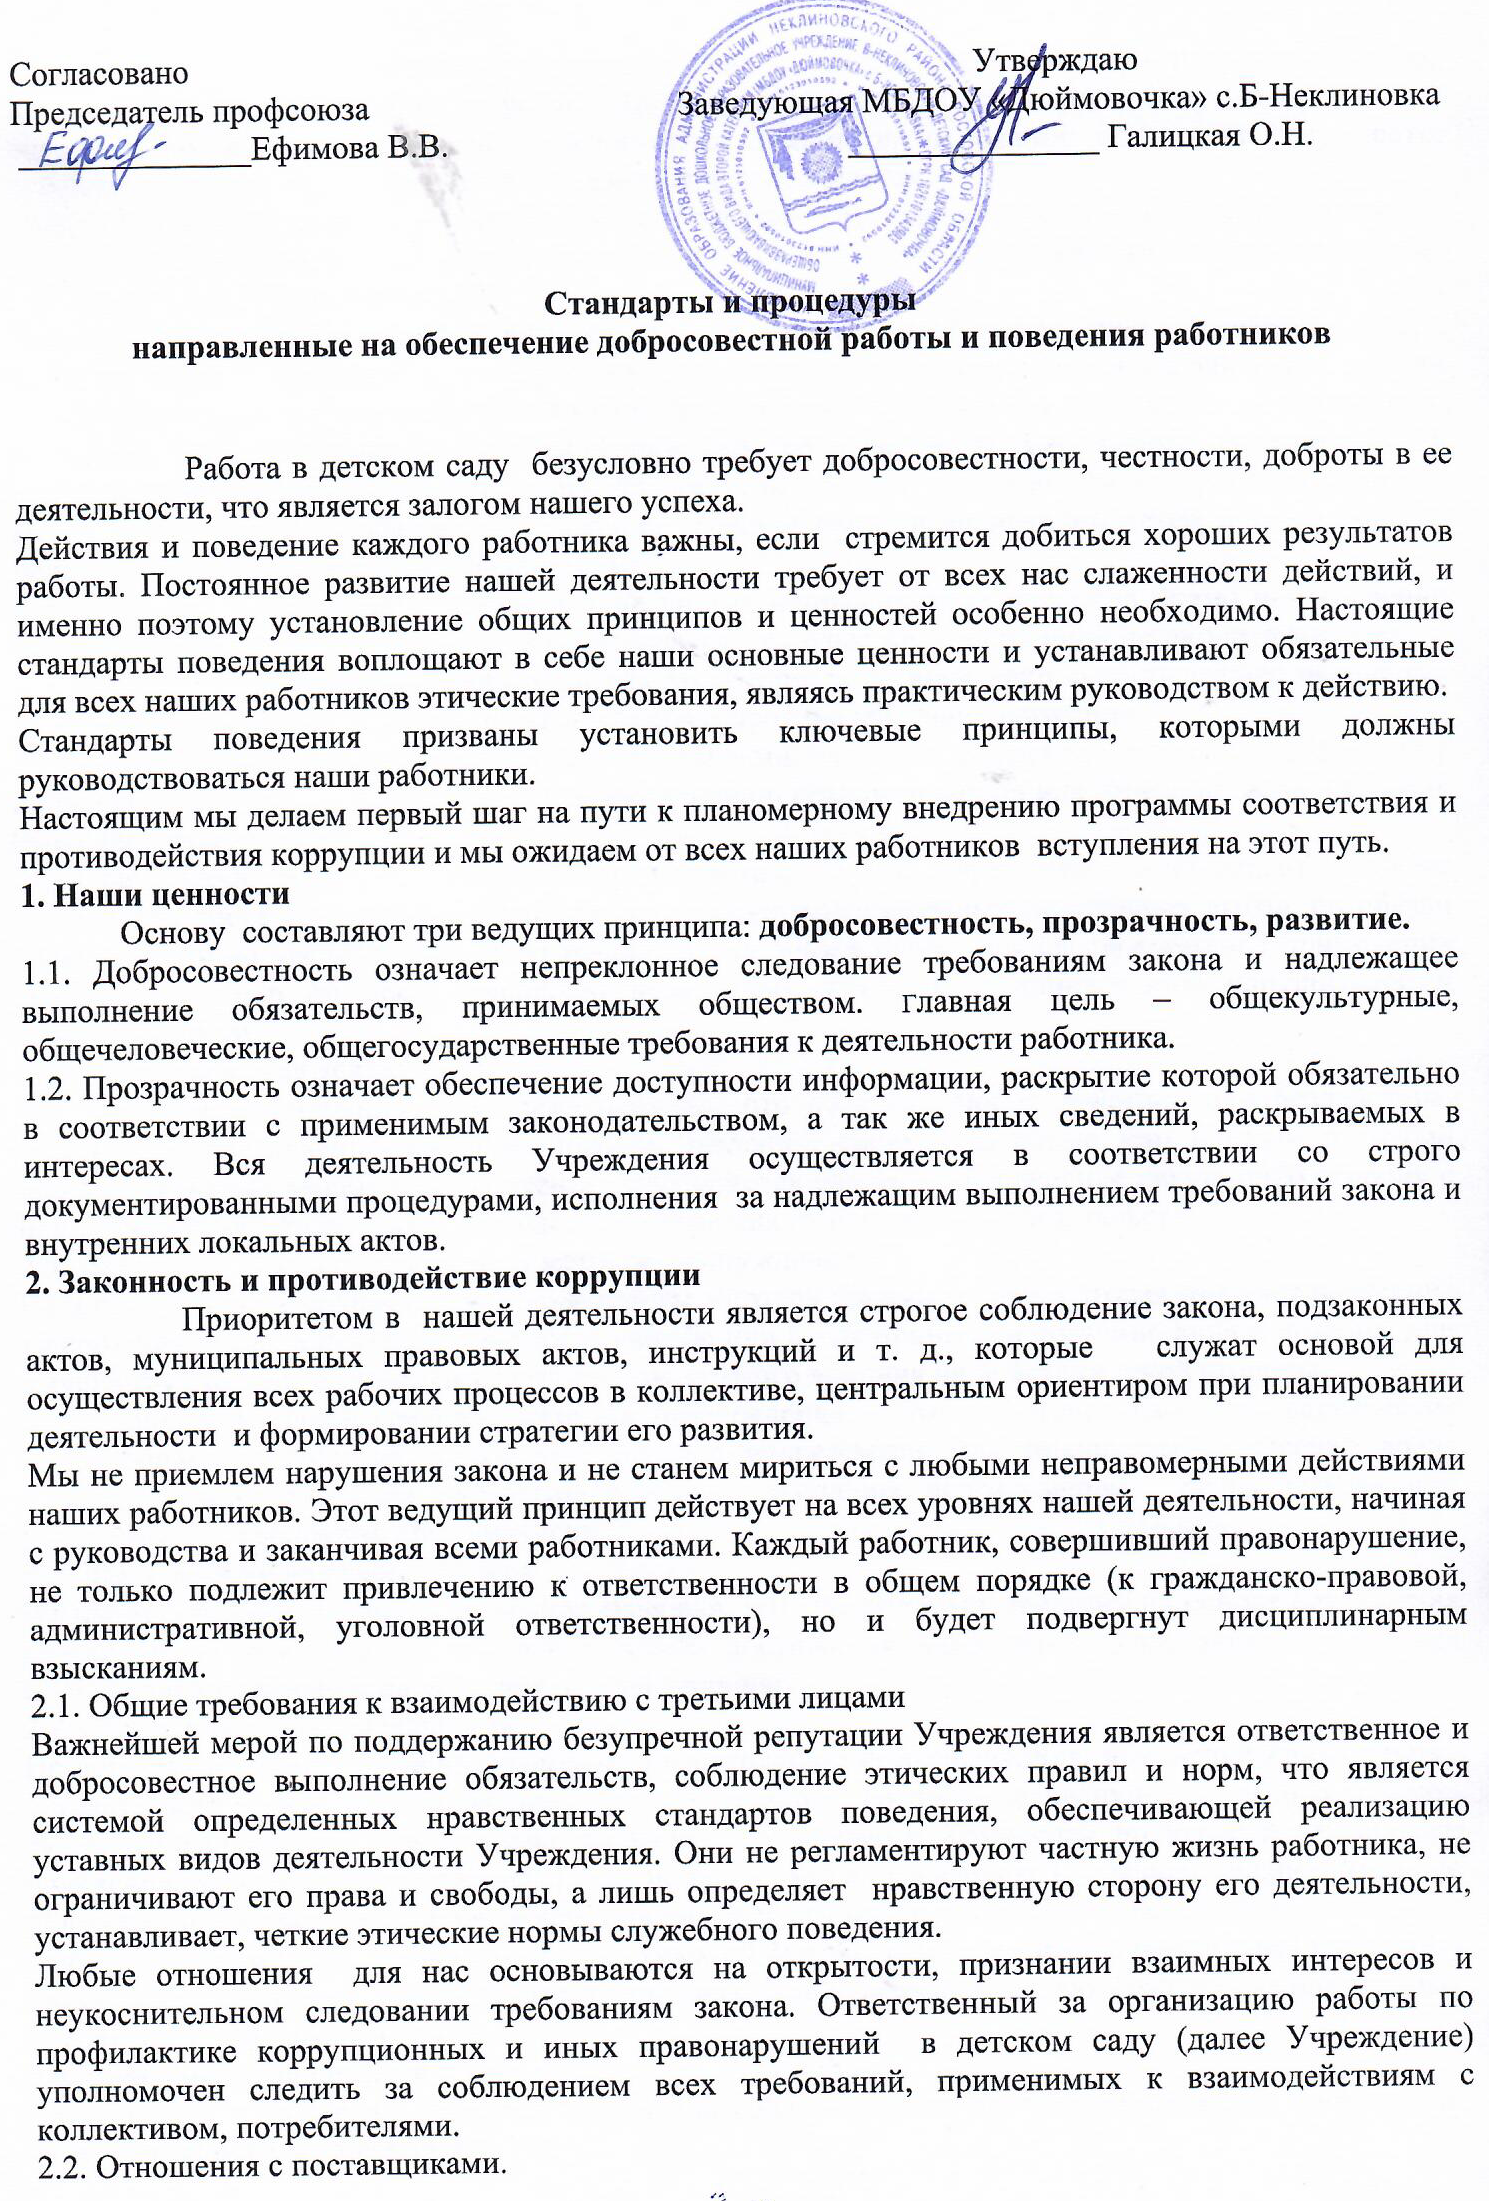 Согласовано
Утверждаю
Председатель профсоюза
Заведующая МБДОУ «Дюймовочка» с.Б-Неклиновка
Ефимова В.В.
Галицкая О.Н.
Стандарты и процедуры
направленные на обеспечение добросовестной работы и поведения работников
Работа в детском саду безусловно требует добросовестности, честности, доброты в ее
деятельности, что является залогом нашего успеха.
Действия и поведение каждого работника важны, если стремится добиться хороших результатов
работы. Постоянное развитие нашей деятельности требует от всех нас слаженности действий, и
именно поэтому установление общих принципов и ценностей особенно необходимо. Настоящие
стандарты поведения воплощают в себе наши основные ценности и устанавливают обязательные
для всех наших работников этические требования, являясь практическим руководством к действию.
Стандарты поведения призваны установить ключевые принципы, которыми должны
руководствоваться наши работники.
Настоящим мы делаем первый шаг на пути к планомерному внедрению программы соответствия и
противодействия коррупции и мы ожидаем от всех наших работников вступления на этот путь.
1. Наши ценности
Основу составляют три ведущих принципа: добросовестность, прозрачность, развитие.
1.1. Добросовестность означает непреклонное следование требованиям закона и надлежащее
выполнение обязательств, принимаемых обществом. Главная цель – общекультурные,
общечеловеческие, общегосударственные требования к деятельности работника.
1.2. Прозрачность означает обеспечение доступности информации, раскрытие которой обязательно
в соответствии с применимым законодательством, а так же иных сведений, раскрываемых в
интересах. Вся деятельность Учреждения осуществляется в соответствии со строго
документированными процедурами, исполнения за надлежащим выполнением требований закона и
внутренних локальных актов.
2. Законность и противодействие коррупции
Приоритетом в нашей деятельности является строгое соблюдение закона, подзаконных
актов, муниципальных правовых актов, инструкций и т. д., которые служат основой для
осуществления всех рабочих процессов в коллективе, центральным ориентиром при планировании
деятельности и формировании стратегии его развития.
Мы не приемлем нарушения закона и не станем мириться с любыми неправомерными действиями
наших работников. Этот ведущий принцип действует на всех уровнях нашей деятельности, начиная
с руководства и заканчивая всеми работниками. Каждый работник, совершивший правонарушение,
не только подлежит привлечению к ответственности в общем порядке (к гражданско-правовой,
административной, уголовной ответственности), но и будет подвергнут дисциплинарным
взысканиям.
2.1. Общие требования к взаимодействию с третьими лицами
Важнейшей мерой по поддержанию безупречной репутации Учреждения является ответственное и
добросовестное выполнение обязательств, соблюдение этических правил и норм, что является
системой определенных нравственных стандартов поведения, обеспечивающей реализацию
уставных видов деятельности Учреждения. Они не регламентируют частную жизнь работника, не
ограничивают его права и свободы, а лишь определяет нравственную сторону его деятельности,
устанавливает, четкие этические нормы служебного поведения.
Любые отношения для нас основываются на открытости, признании взаимных интересов и
неукоснительном следовании требованиям закона. Ответственный за организацию работы по
профилактике коррупционных и иных правонарушений в детском саду (далее Учреждение)
уполномочен следить за соблюдением всех требований, применимых к взаимодействиям с
коллективом, потребителями.
2.2. Отношения с поставщиками.